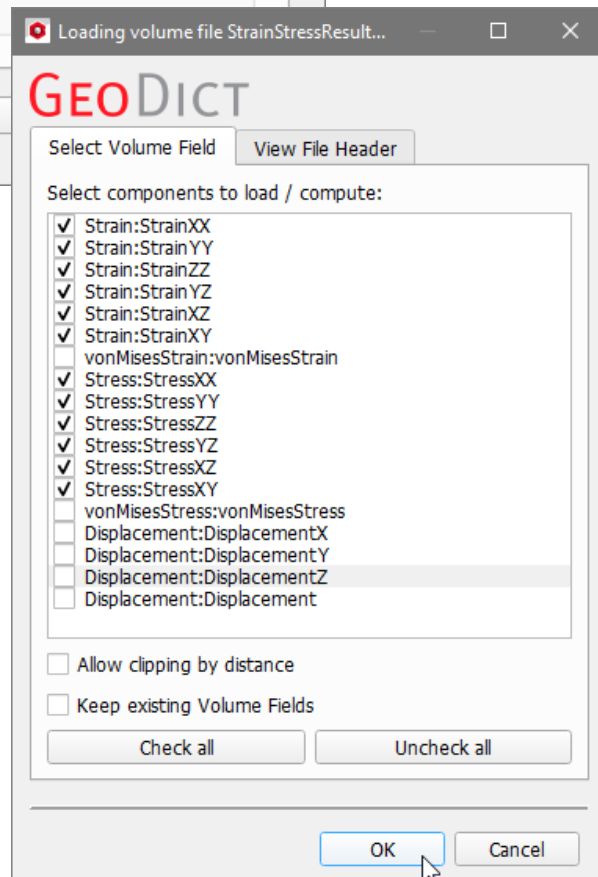 Loading volume file StrainStressResult...
GEODICT
Select Volume Field
View File Header
Select components to load / compute:
Strain:StrainXX
Strain:StrainYY
Strain:StrainZZ
Strain:StrainYZ
Strain:StrainXZ
Strain:StrainXY
vonMisesStrain:vonMisesStrain
Stress:StressXX
Stress:StressYY
Stress:StressZZ
Stress:StressYZ
Stress:StressXZ
Stress:StressXY
vonMisesStress:vonMisesStress
Displacement:DisplacementX
Displacement:DisplacementY
Displacement:DisplacementZ
Displacement:Displacement
Allow clipping by distance
Keep existing Volume Fields
Check all
Uncheck all
OK
Cancel